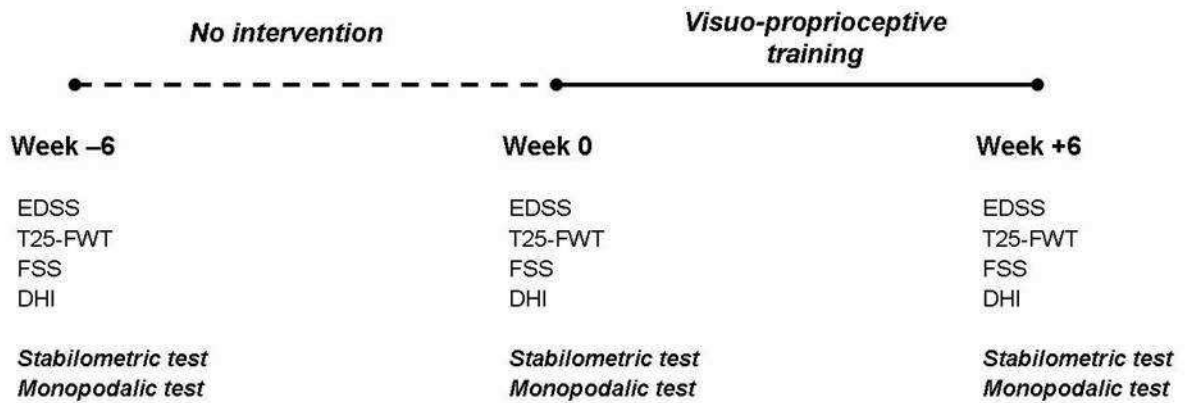 No intervention
Visuo-proprioceptive
training
Week –6
Week 0
Week +6
EDSS
EDSS
EDSS
T25-FWT
T25-FWT
T25-FWT
FSS
FSS
FSS
DHI
DHI
DHI
Stabilometric test
Stabilometric test
Stabilometric test
Monopodalic test
Monopodalic test
Monopodalic test